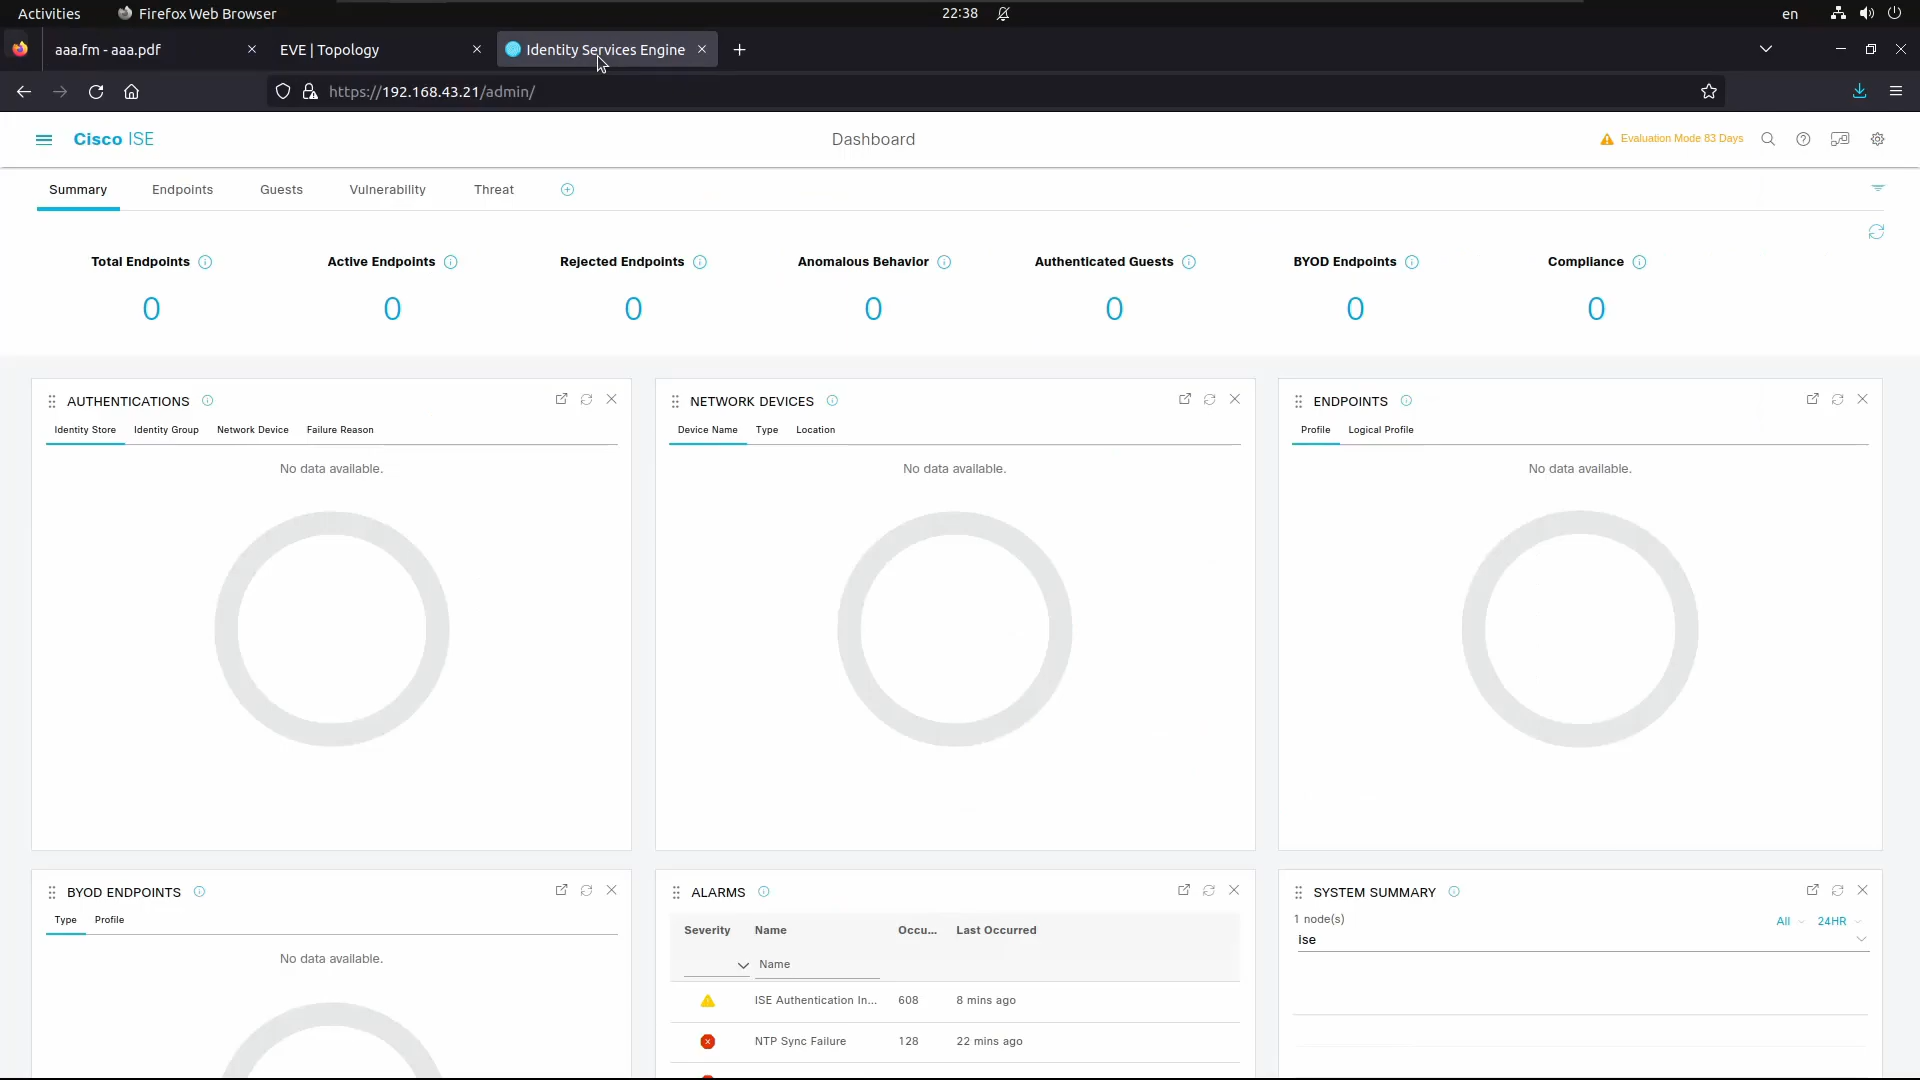 Activities Firefox Web Browser 22:38 en
aaa.fm - aaa.pdf EVE | Topology Identity Services Engine
https://192.168.43.21/admin/
Cisco ISE Dashboard Evaluation Mode 83 Days
Summary Endpoints Guests Vulnerability Threat
Total Endpoints Active Endpoints Rejected Endpoints Anomalous Behavior Authenticated Guests BYOD Endpoints Compliance
0 0 0 0 0 0 0
AUTHENTICATIONS NETWORK DEVICES ENDPOINTS
Identity Store Identity Group Network Device Failure Reason Device Name Type Location Profile Logical Profile
No data available. No data available. No data available.
BYOD ENDPOINTS ALARMS SYSTEM SUMMARY
Type Profile
No data available.
Severity Name Occu... Last Occurred
Name
ISE Authentication In... 608 8 mins ago
NTP Sync Failure 128 22 mins ago
1 node(s) All 24HR
ise